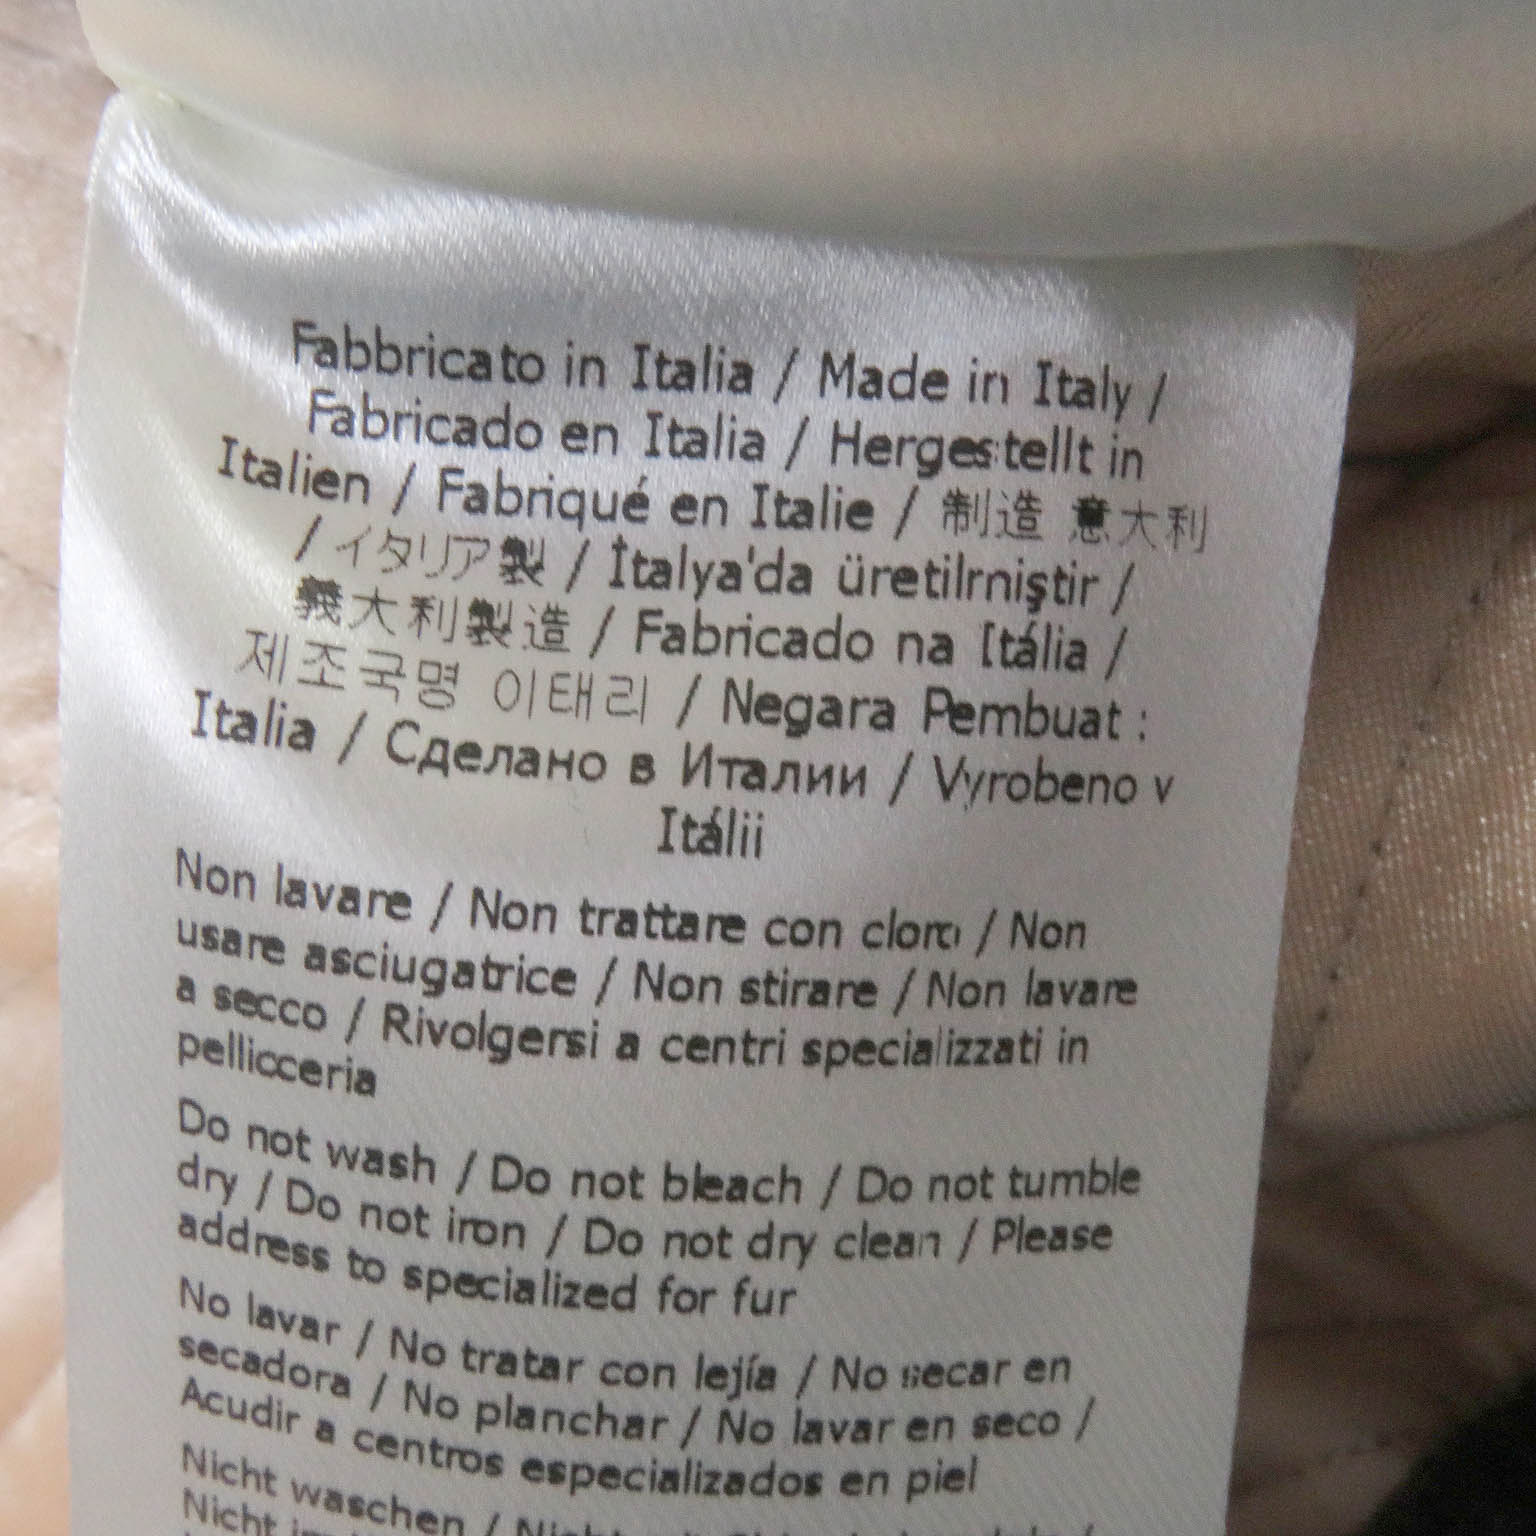 Fabbricato in Italia / Made in Italy /
Fabricado en Italia / Hergestellt in
Italien / Fabriqué en Italie / 制造 意大利
/ イタリア製 / İtalya'da üretilmiştir /
義大利製造 / Fabricado na Itália /
제조국명 이태리 / Negara Pembuat :
Italia / Сделано в Италии / Vyrobeno v
Itálii
Non lavare / Non trattare con cloro / Non
usare asciugatrice / Non stirare / Non lavare
a secco / Rivolgersi a centri specializzati in
pellicceria
Do not wash / Do not bleach / Do not tumble
dry / Do not iron / Do not dry clean / Please
address to specialized for fur
No lavar / No tratar con lejía / No secar en
secadora / No planchar / No lavar en seco /
Acudir a centros especializados en piel
Nicht waschen /
Nicht